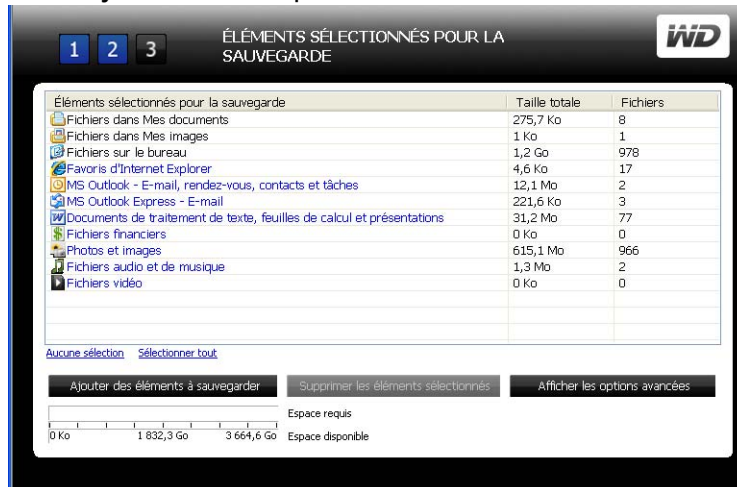 1 2 3 ÉLÉMENTS SÉLECTIONNÉS POUR LA
SAUVEGARDE
WD
Éléments sélectionnés pour la sauvegarde Taille totale Fichiers
Fichiers dans Mes documents 275,7 Ko 8
Fichiers dans Mes images 1 Ko 1
Fichiers sur le bureau 1,2 Go 978
Favoris d'Internet Explorer 4,6 Ko 17
MS Outlook - E-mail, rendez-vous, contacts et tâches 12,1 Mo 2
MS Outlook Express - E-mail 221,6 Ko 3
Documents de traitement de texte, feuilles de calcul et présentations 31,2 Mo 77
Fichiers financiers 0 Ko 0
Photos et images 615,1 Mo 966
Fichiers audio et de musique 1,3 Mo 2
Fichiers vidéo 0 Ko 0
Aucune sélection Sélectionner tout
Ajouter des éléments à sauvegarder Supprimer les éléments sélectionnés Afficher les options avancées
Espace requis
0 Ko 1 832,3 Go 3 664,6 Go Espace disponible